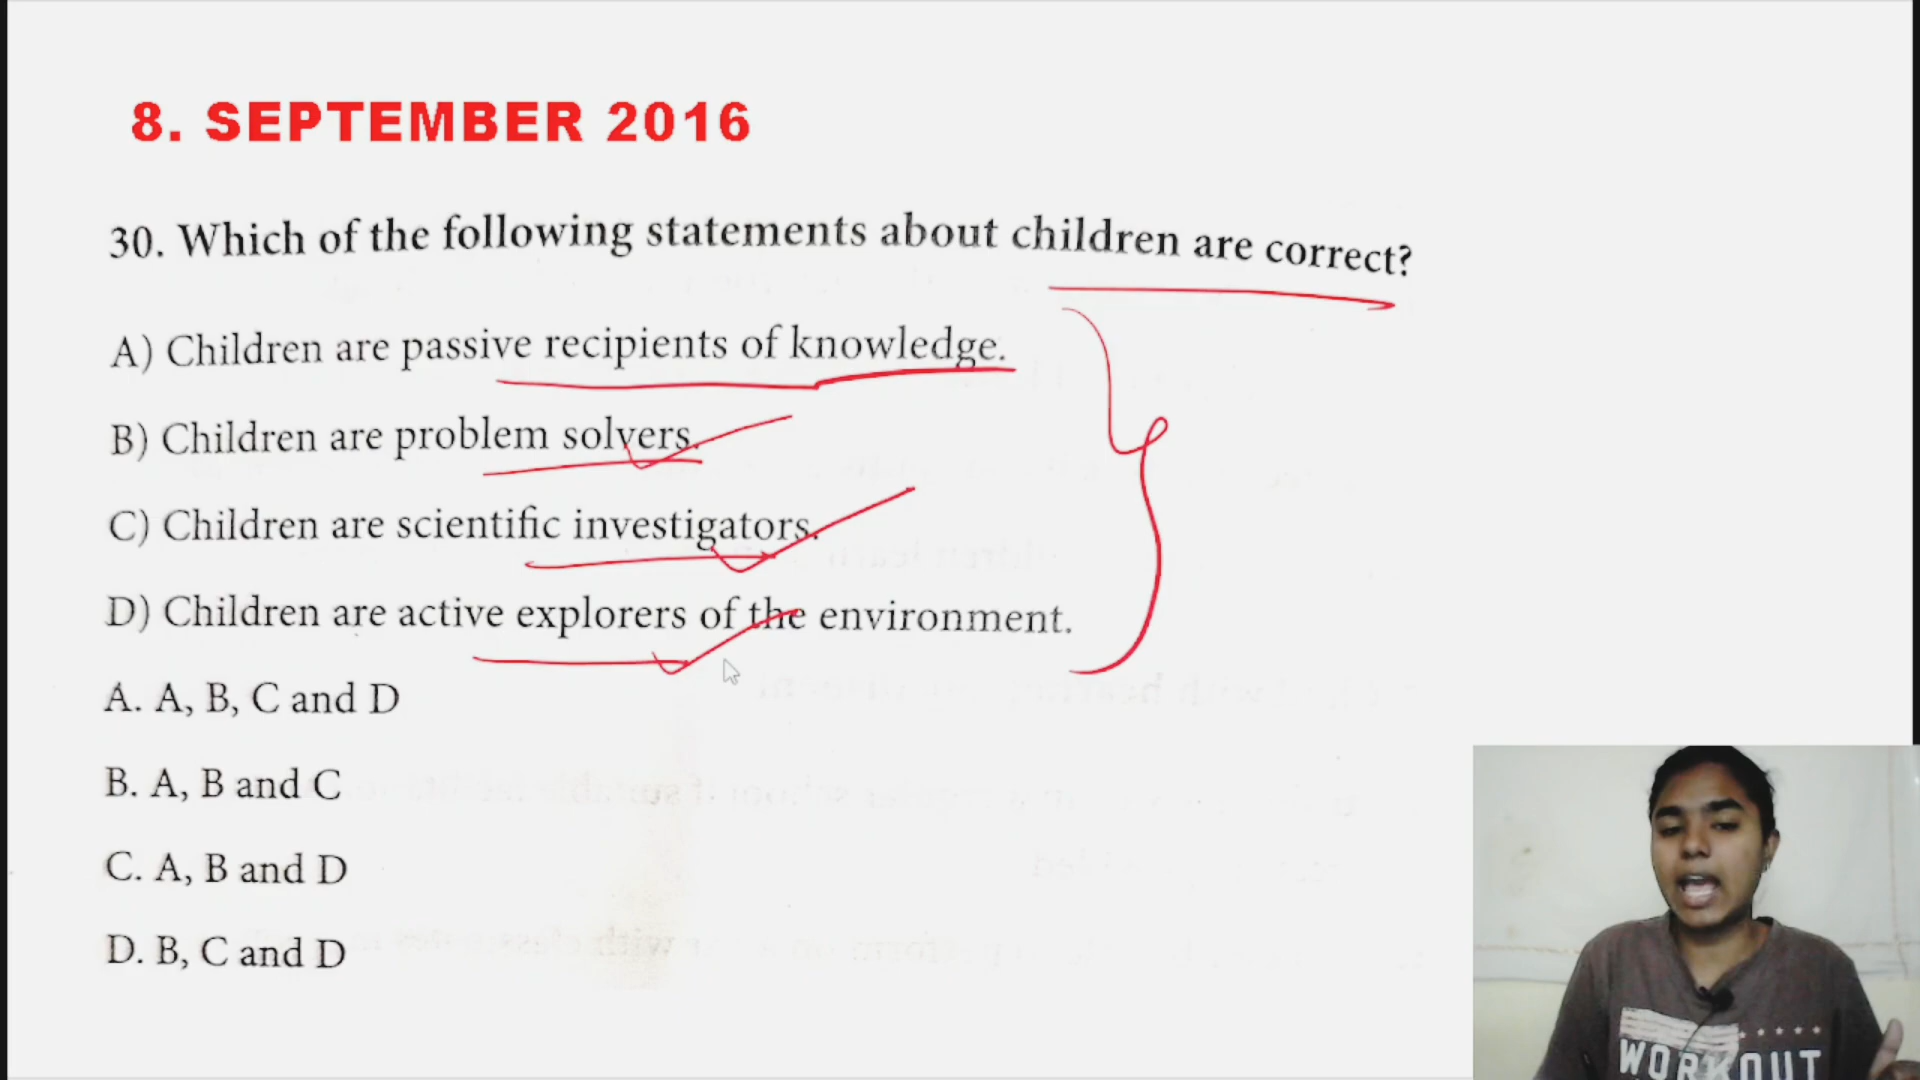 8. SEPTEMBER 2016
30. Which of the following statements about children are correct?
A) Children are passive recipients of knowledge.
B) Children are problem solvers.
C) Children are scientific investigators.
D) Children are active explorers of the environment.
A. A, B, C and D
B. A, B and C
C. A, B and D
D. B, C and D
WORKOUT